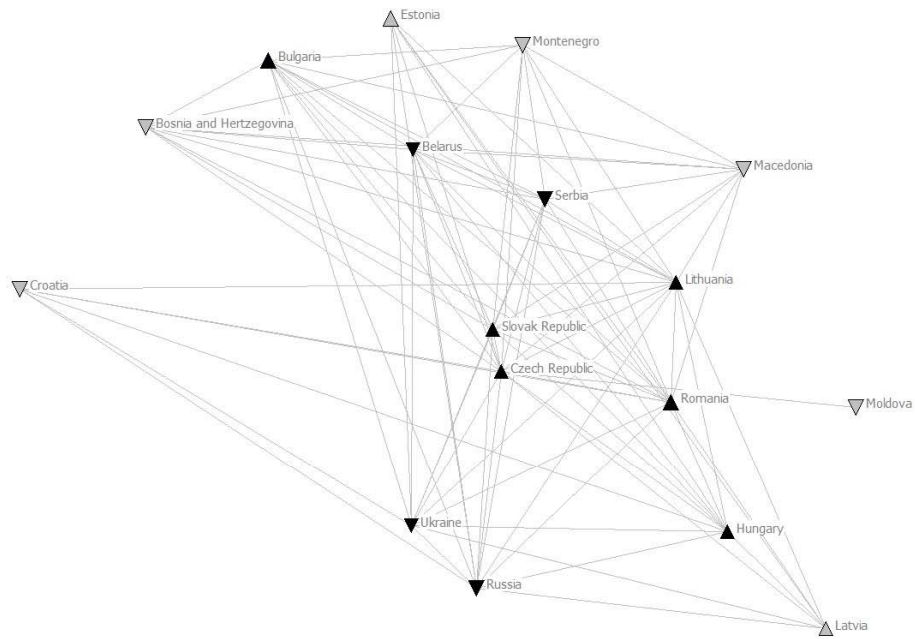 Estonia
Montenegro
Bulgaria
Bosnia and Hertzegovina
Belarus
Macedonia
Serbia
Lithuania
Croatia
Slovak Republic
Czech Republic
Romania
Moldova
Ukraine
Hungary
Russia
Latvia